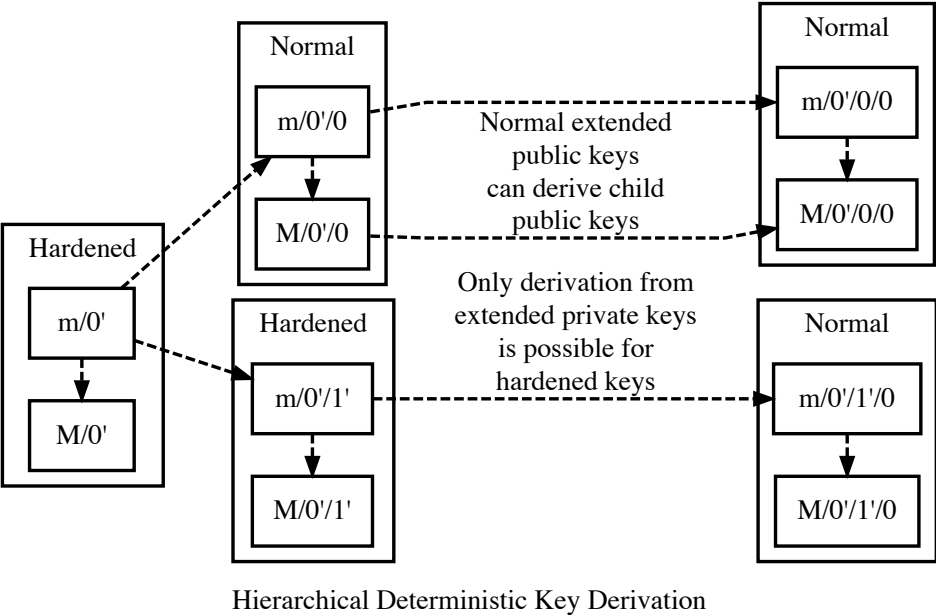 Normal
m/0'/0
M/0'/0
Normal
m/0'/0/0
M/0'/0/0
Normal extended
public keys
can derive child
public keys
Hardened
m/0'
M/0'
Hardened
m/0'/1'
M/0'/1'
Only derivation from
extended private keys
is possible for
hardened keys
Normal
m/0'/1'/0
M/0'/1'/0
Hierarchical Deterministic Key Derivation